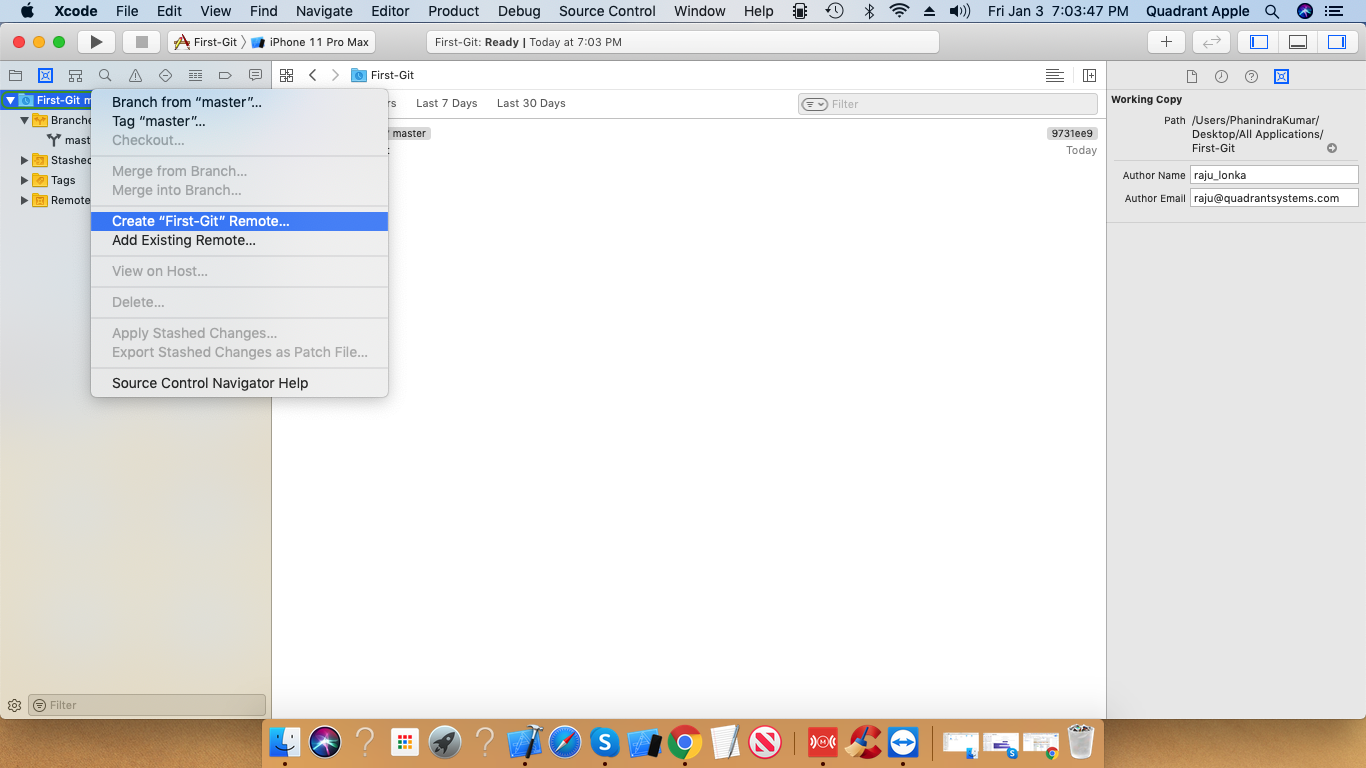 Xcode File Edit View Find Navigate Editor Product Debug Source Control Window Help Fri Jan 3 7:03:47 PM Quadrant Apple
First-Git iPhone 11 Pro Max First-Git: Ready | Today at 7:03 PM
First-Git
First-Git m
Branche
mast
Stashed
Tags
Remote
Branch from “master”...
Tag “master”...
Checkout...
Merge from Branch...
Merge into Branch...
Create “First-Git” Remote...
Add Existing Remote...
View on Host...
Delete...
Apply Stashed Changes...
Export Stashed Changes as Patch File...
Source Control Navigator Help
rs Last 7 Days Last 30 Days Filter
master 9731ee9
t Today
Working Copy
Path /Users/PhanindraKumar/
Desktop/All Applications/
First-Git
Author Name raju_lonka
Author Email raju@quadrantsystems.com
Filter